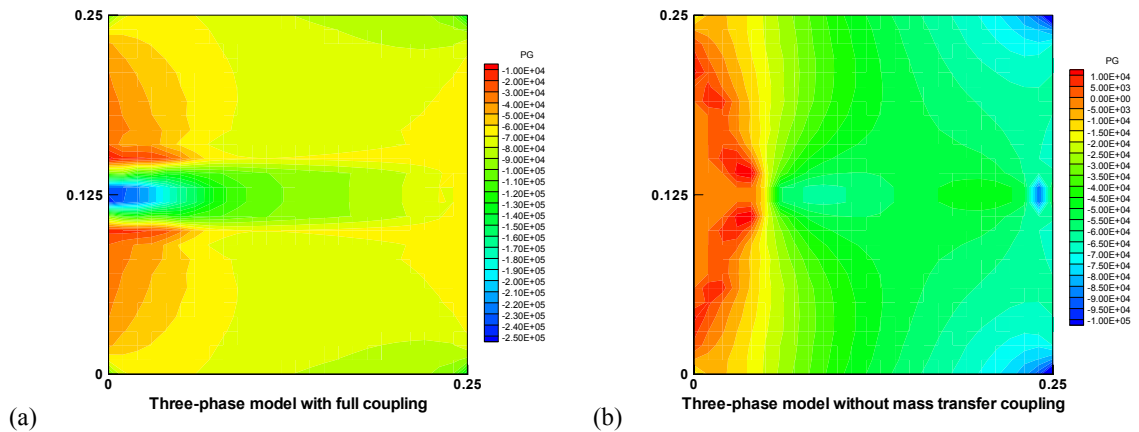 0.25
0.125
0
0
0.25
PG
-1.00E+04
-2.00E+04
-3.00E+04
-4.00E+04
-5.00E+04
-6.00E+04
-7.00E+04
-8.00E+04
-9.00E+04
-1.00E+05
-1.10E+05
-1.20E+05
-1.30E+05
-1.40E+05
-1.50E+05
-1.60E+05
-1.70E+05
-1.80E+05
-1.90E+05
-2.00E+05
-2.10E+05
-2.20E+05
-2.30E+05
-2.40E+05
-2.50E+05
(a)
Three-phase model with full coupling
0.25
0.125
0
0
0.25
PG
1.00E+04
5.00E+03
0.00E+00
-5.00E+03
-1.00E+04
-1.50E+04
-2.00E+04
-2.50E+04
-3.00E+04
-3.50E+04
-4.00E+04
-4.50E+04
-5.00E+04
-5.50E+04
-6.00E+04
-6.50E+04
-7.00E+04
-7.50E+04
-8.00E+04
-8.50E+04
-9.00E+04
-9.50E+04
-1.00E+05
(b)
Three-phase model without mass transfer coupling